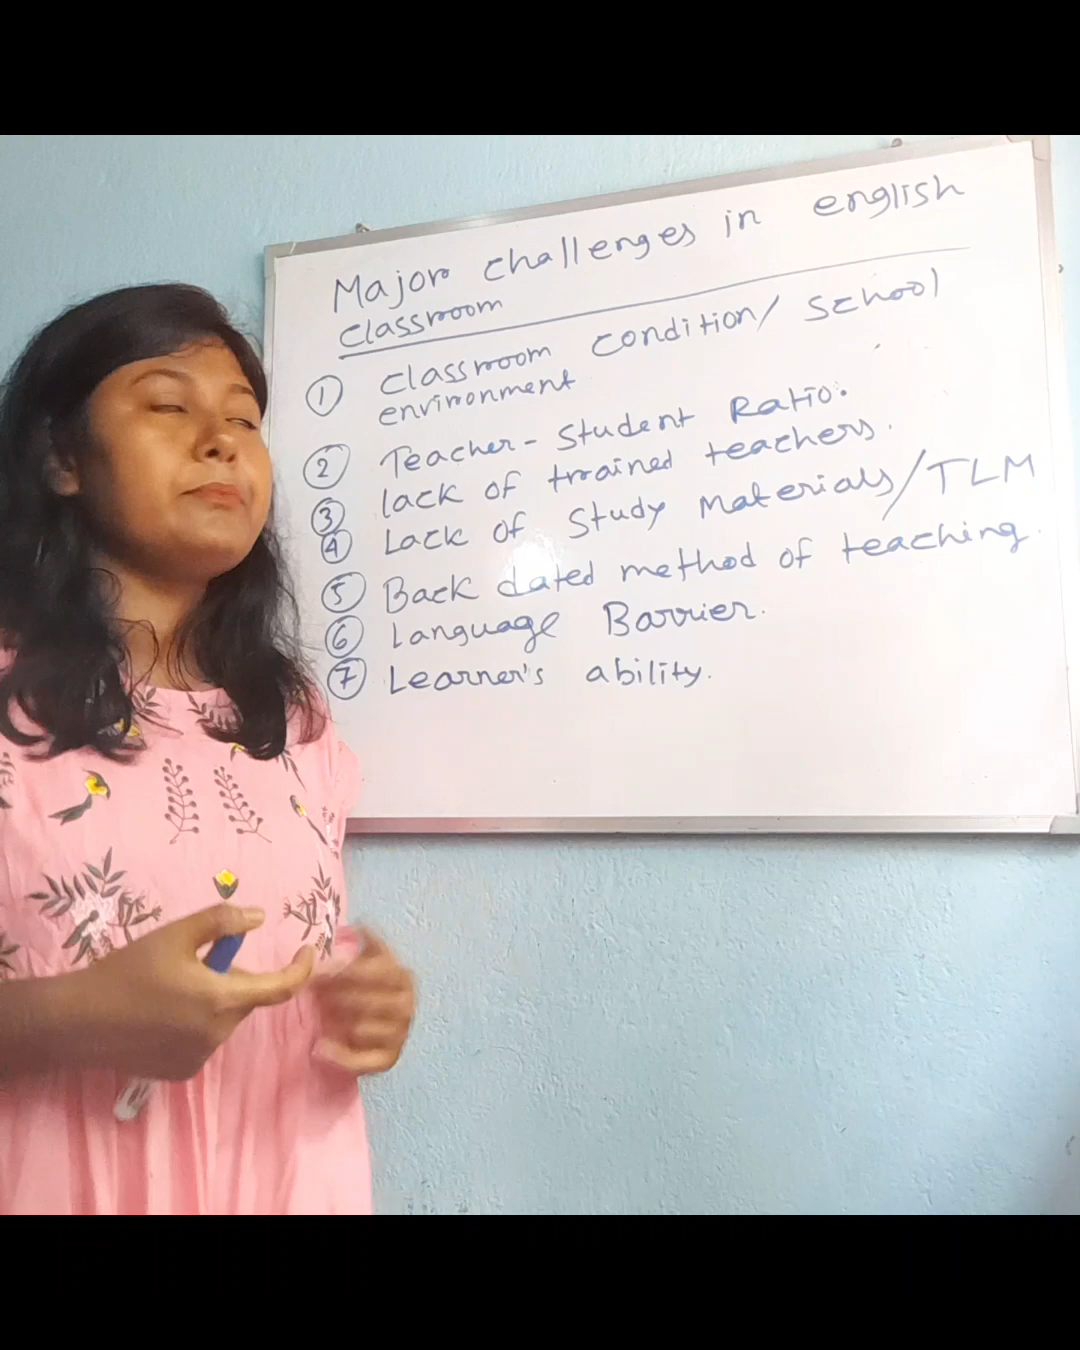 Major challenges in english
classroom
1 classroom condition/ school
environment
2 Teacher - Student Ratio.
3 lack of trained teachers.
4 Lack of Study Materials/TLM
5 Back dated method of teaching.
6 Language Barrier.
7 Learner's ability.